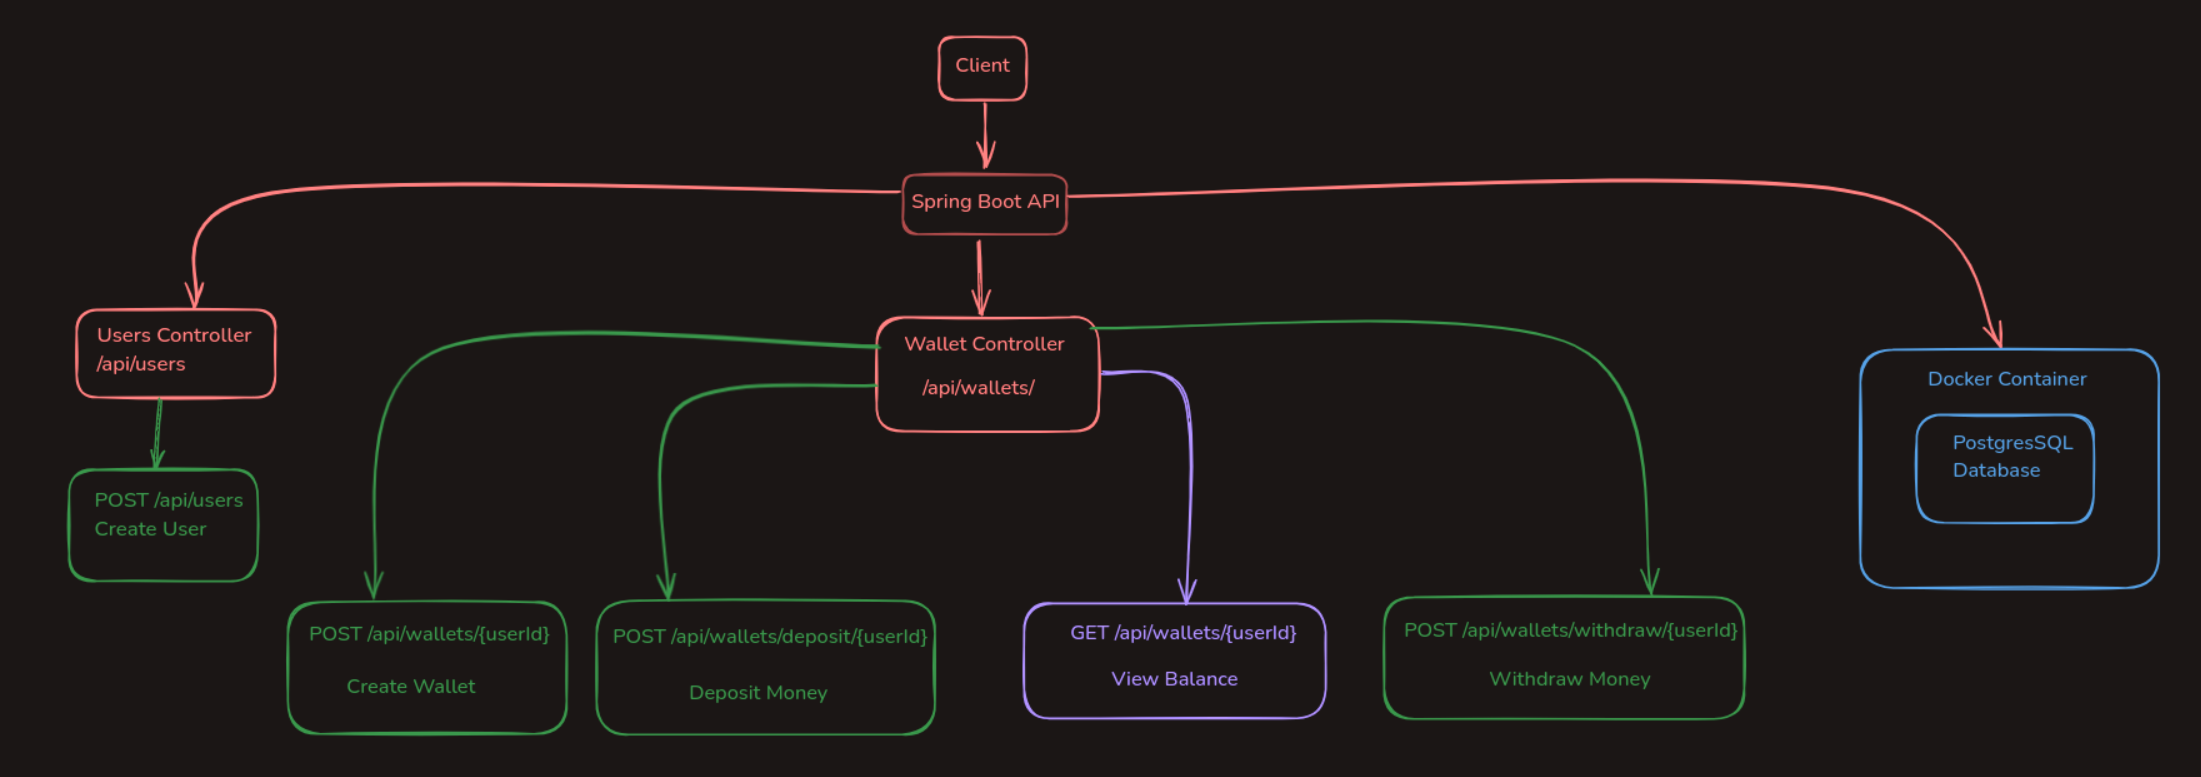 Client
Spring Boot API
Users Controller
/api/users
Wallet Controller
/api/wallets/
Docker Container
PostgresSQL
Database
POST /api/users
Create User
POST /api/wallets/{userId}
Create Wallet
POST /api/wallets/deposit/{userId}
Deposit Money
GET /api/wallets/{userId}
View Balance
POST /api/wallets/withdraw/{userId}
Withdraw Money